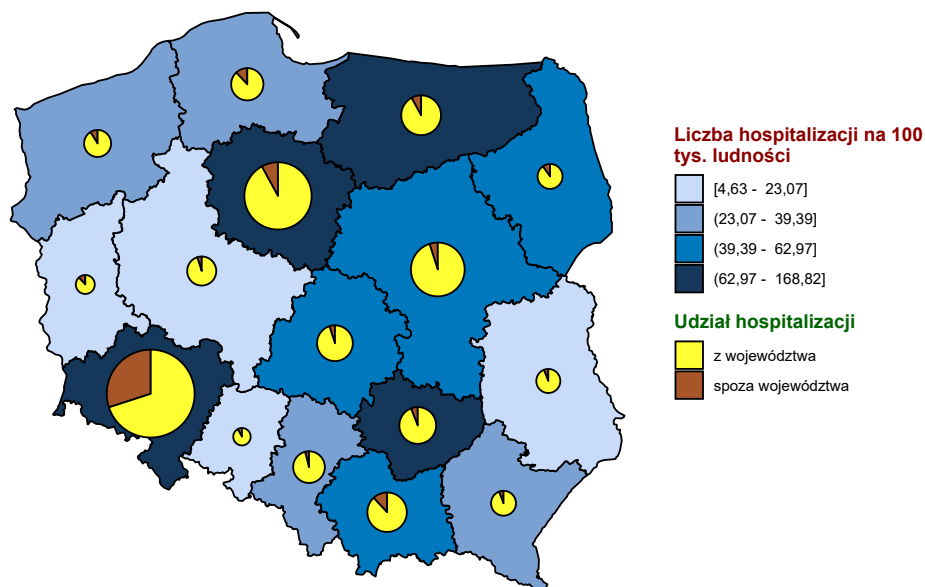 Liczba hospitalizacji na 100
tys. ludności
[4,63 - 23,07]
(23,07 - 39,39]
(39,39 - 62,97]
(62,97 - 168,82]
Udział hospitalizacji
z województwa
spoza województwa